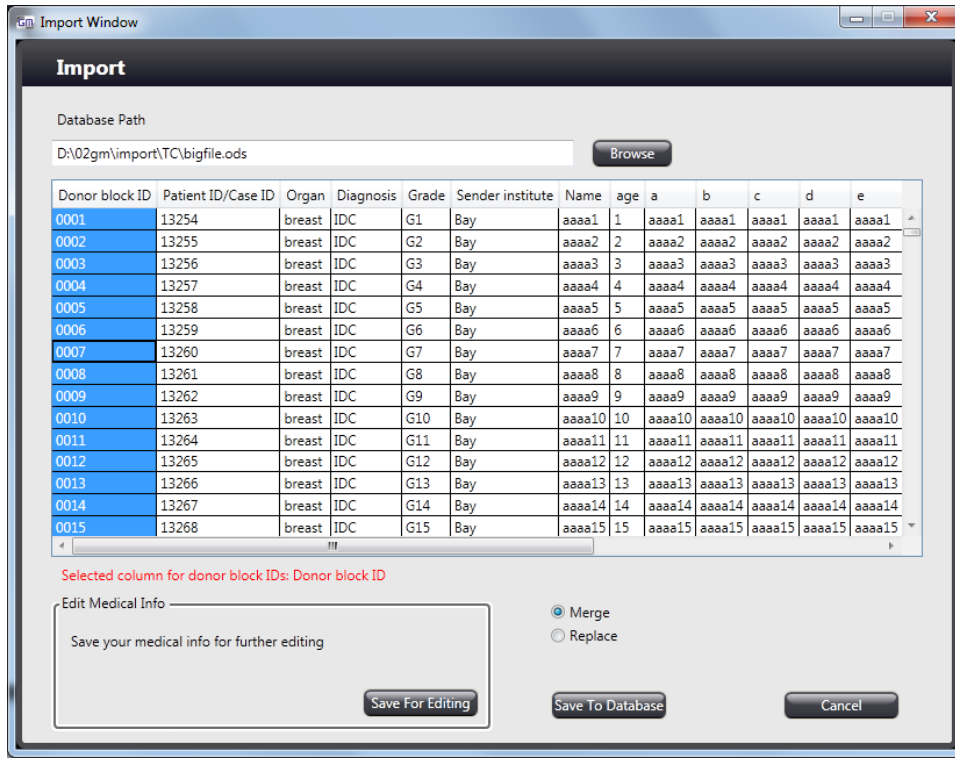 GM Import Window
Import
Database Path
D:\02gm\import\TC\bigfile.ods Browse
Donor block ID Patient ID/Case ID Organ Diagnosis Grade Sender institute Name age a b c d e
0001 13254 breast IDC G1 Bay aaaa1 1 aaaa1 aaaa1 aaaa1 aaaa1 aaaa1
0002 13255 breast IDC G2 Bay aaaa2 2 aaaa2 aaaa2 aaaa2 aaaa2 aaaa2
0003 13256 breast IDC G3 Bay aaaa3 3 aaaa3 aaaa3 aaaa3 aaaa3 aaaa3
0004 13257 breast IDC G4 Bay aaaa4 4 aaaa4 aaaa4 aaaa4 aaaa4 aaaa4
0005 13258 breast IDC G5 Bay aaaa5 5 aaaa5 aaaa5 aaaa5 aaaa5 aaaa5
0006 13259 breast IDC G6 Bay aaaa6 6 aaaa6 aaaa6 aaaa6 aaaa6 aaaa6
0007 13260 breast IDC G7 Bay aaaa7 7 aaaa7 aaaa7 aaaa7 aaaa7 aaaa7
0008 13261 breast IDC G8 Bay aaaa8 8 aaaa8 aaaa8 aaaa8 aaaa8 aaaa8
0009 13262 breast IDC G9 Bay aaaa9 9 aaaa9 aaaa9 aaaa9 aaaa9 aaaa9
0010 13263 breast IDC G10 Bay aaaa10 10 aaaa10 aaaa10 aaaa10 aaaa10 aaaa10
0011 13264 breast IDC G11 Bay aaaa11 11 aaaa11 aaaa11 aaaa11 aaaa11 aaaa11
0012 13265 breast IDC G12 Bay aaaa12 12 aaaa12 aaaa12 aaaa12 aaaa12 aaaa12
0013 13266 breast IDC G13 Bay aaaa13 13 aaaa13 aaaa13 aaaa13 aaaa13 aaaa13
0014 13267 breast IDC G14 Bay aaaa14 14 aaaa14 aaaa14 aaaa14 aaaa14 aaaa14
0015 13268 breast IDC G15 Bay aaaa15 15 aaaa15 aaaa15 aaaa15 aaaa15 aaaa15
Selected column for donor block IDs: Donor block ID
Edit Medical Info
Save your medical info for further editing
Save For Editing
Merge
Replace
Save To Database Cancel